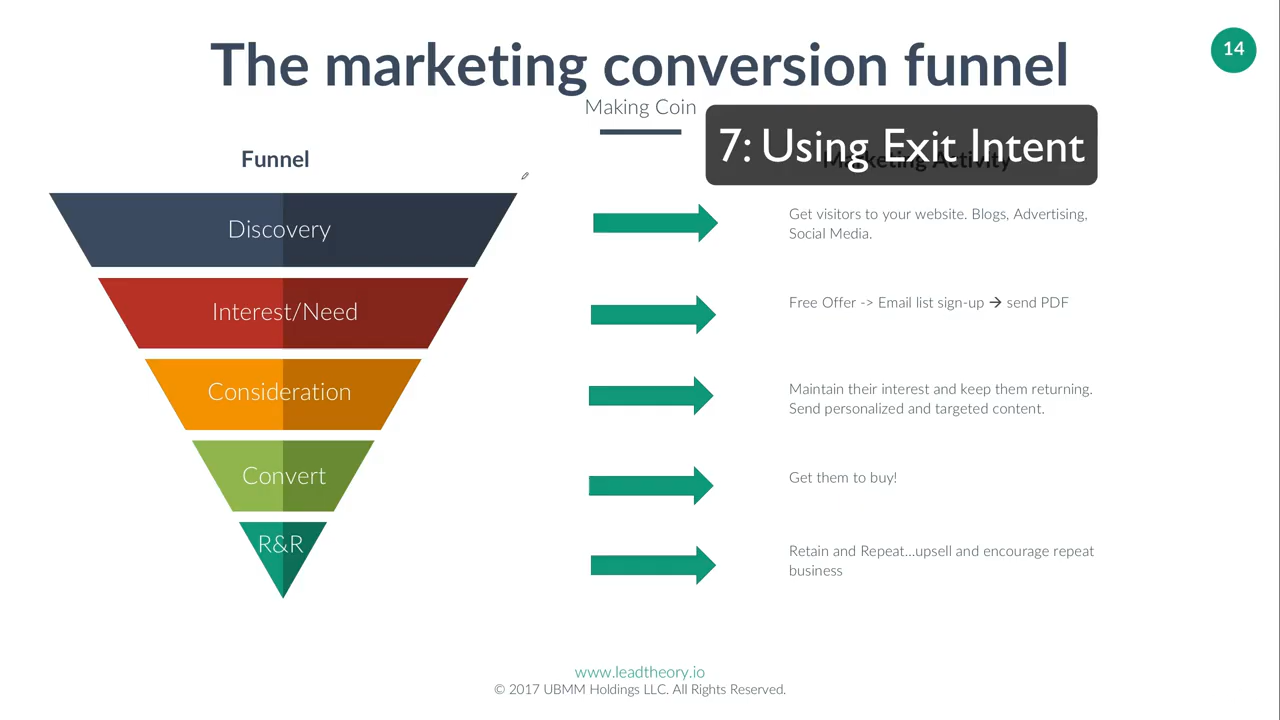 The marketing conversion funnel
14
Making Coin
7: Using Exit Intent
Funnel
Marketing Activity
Discovery
Get visitors to your website. Blogs, Advertising,
Social Media.
Interest/Need
Free Offer -> Email list sign-up → send PDF
Consideration
Maintain their interest and keep them returning.
Send personalized and targeted content.
Convert
Get them to buy!
R&R
Retain and Repeat...upsell and encourage repeat
business
www.leadtheory.io
© 2017 UBMM Holdings LLC. All Rights Reserved.